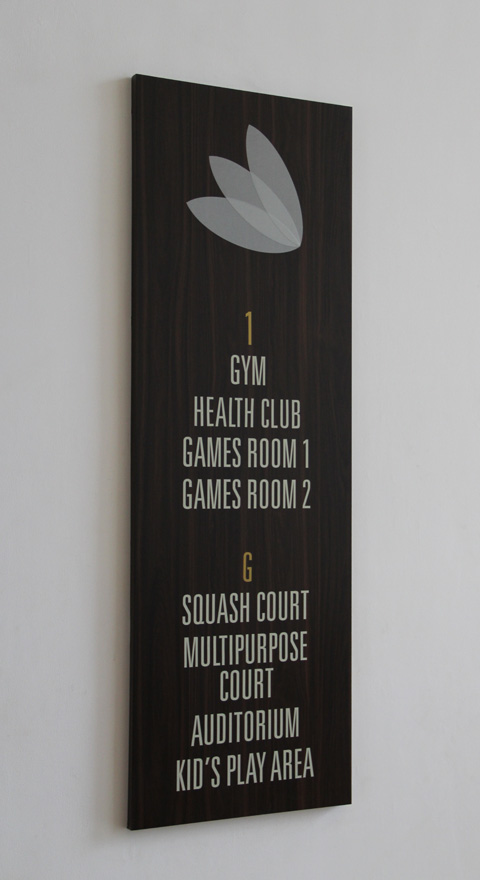 1
GYM
HEALTH CLUB
GAMES ROOM 1
GAMES ROOM 2
G
SQUASH COURT
MULTIPURPOSE
COURT
AUDITORIUM
KID'S PLAY AREA